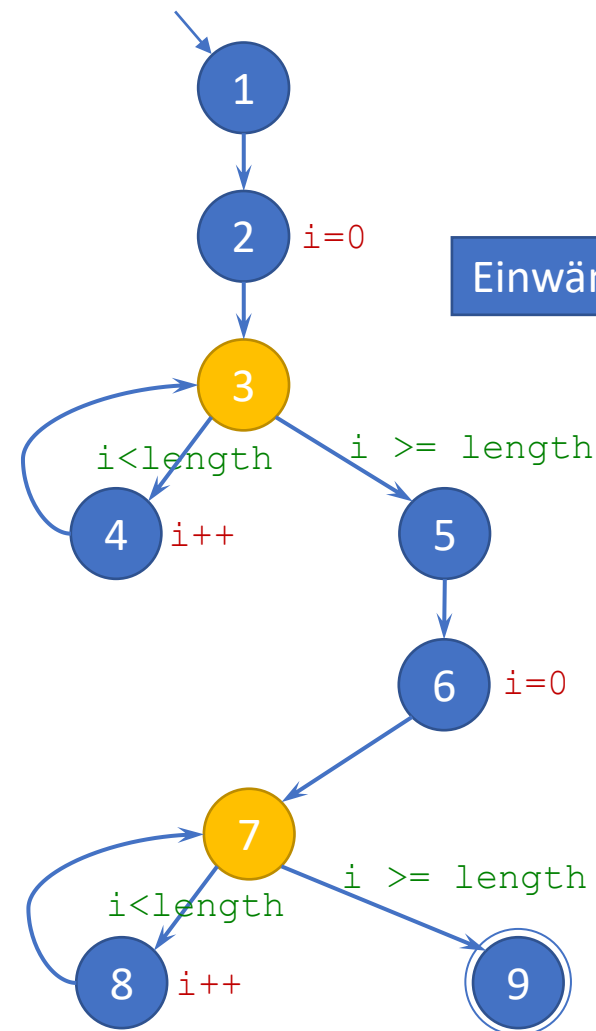 1
2 i=0
Einwär
3
i<length i >= length
4 i++ 5
6 i=0
7
i<length i >= length
8 i++ 9